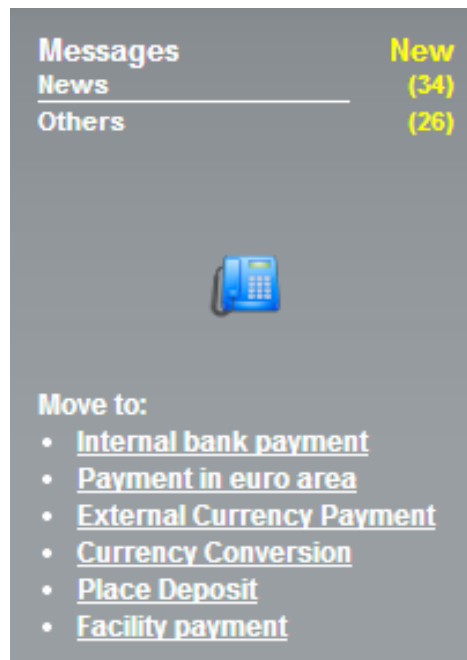 Messages New
News (34)
Others (26)
Move to:
• Internal bank payment
• Payment in euro area
• External Currency Payment
• Currency Conversion
• Place Deposit
• Facility payment